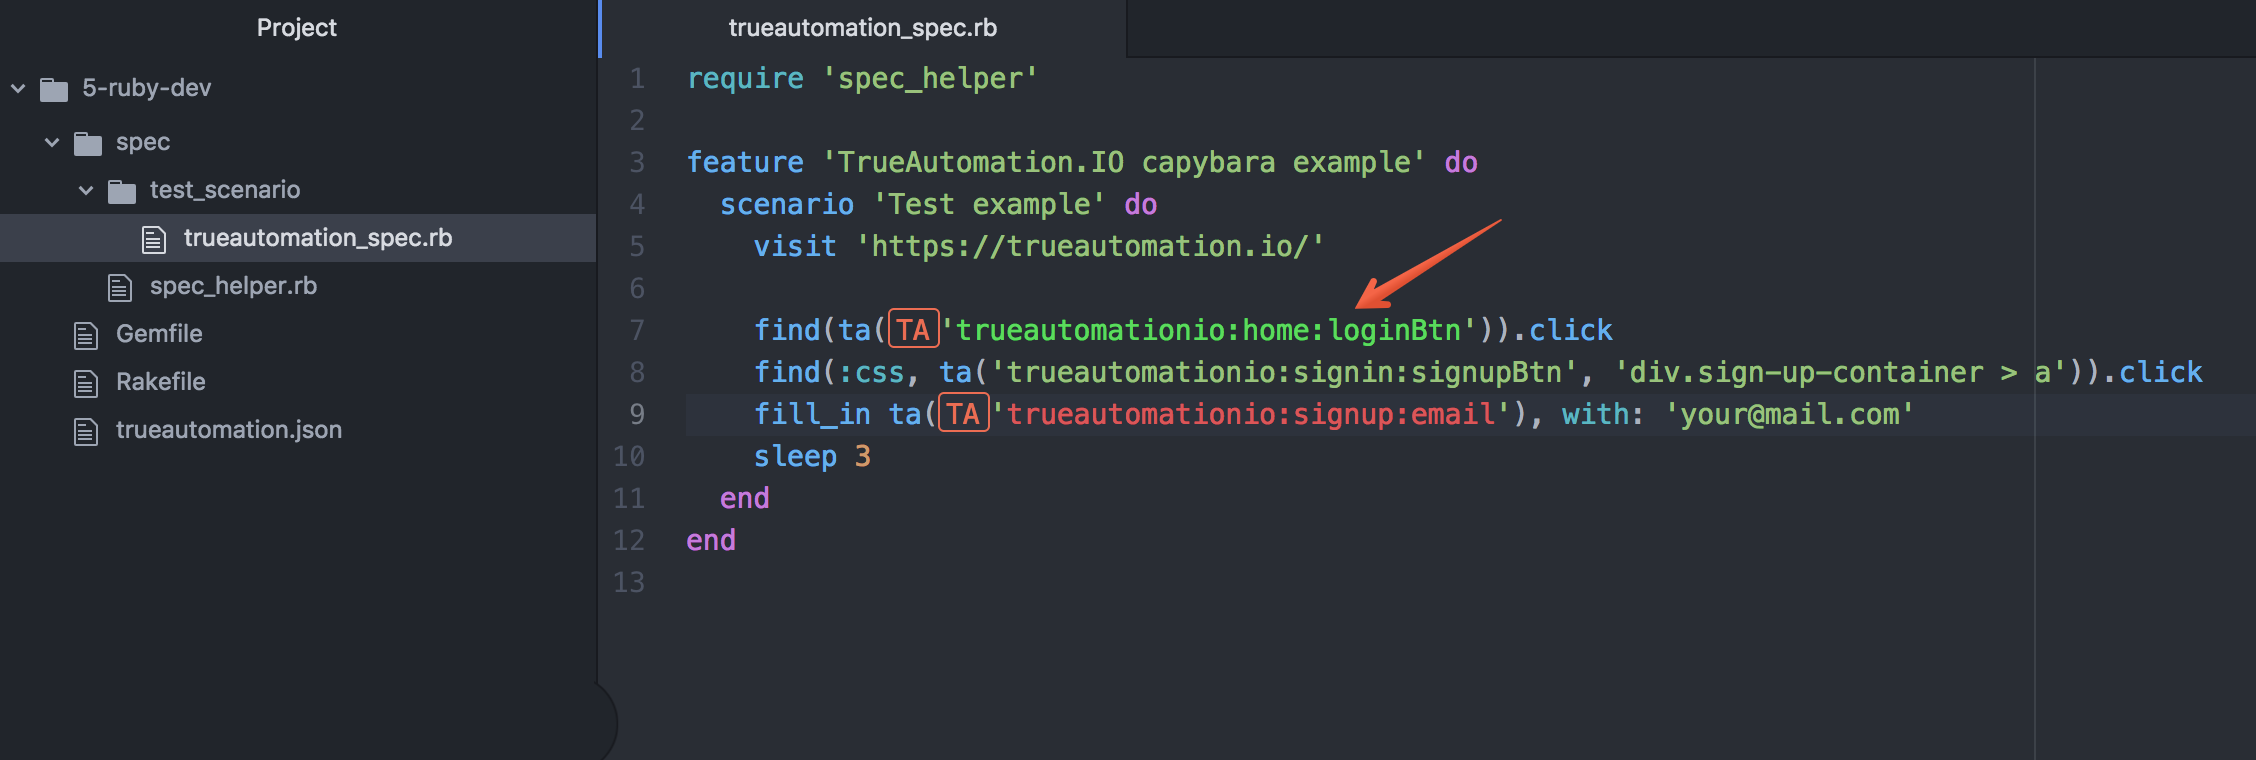 Project
5-ruby-dev
spec
test_scenario
trueautomation_spec.rb
spec_helper.rb
Gemfile
Rakefile
trueautomation.json
trueautomation_spec.rb
1 require 'spec_helper'
2
3 feature 'TrueAutomation.IO capybara example' do
4 scenario 'Test example' do
5 visit 'https://trueautomation.io/'
6
7 find(ta(TA'trueautomationio:home:loginBtn')).click
8 find(:css, ta('trueautomationio:signin:signupBtn', 'div.sign-up-container > a')).click
9 fill_in ta(TA'trueautomationio:signup:email'), with: 'your@mail.com'
10 sleep 3
11 end
12 end
13